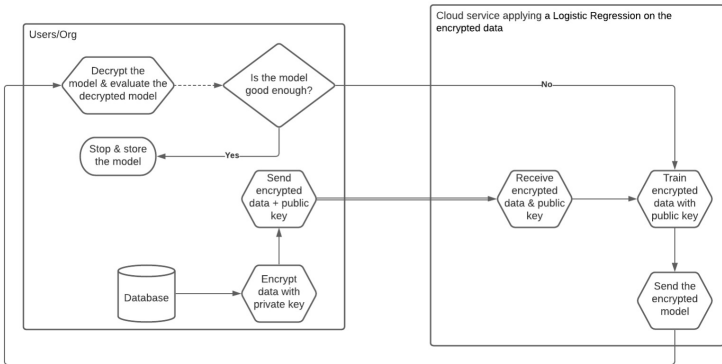 Users/Org
Decrypt the
model & evaluate the
decrypted model
Is the model
good enough?
Stop & store
the model
Yes
Send
encrypted
data + public
key
Database
Encrypt
data with
private key
Cloud service applying a Logistic Regression on the
encrypted data
No
Receive
encrypted
data & public
key
Train
encrypted
data with
public key
Send the
encrypted
model